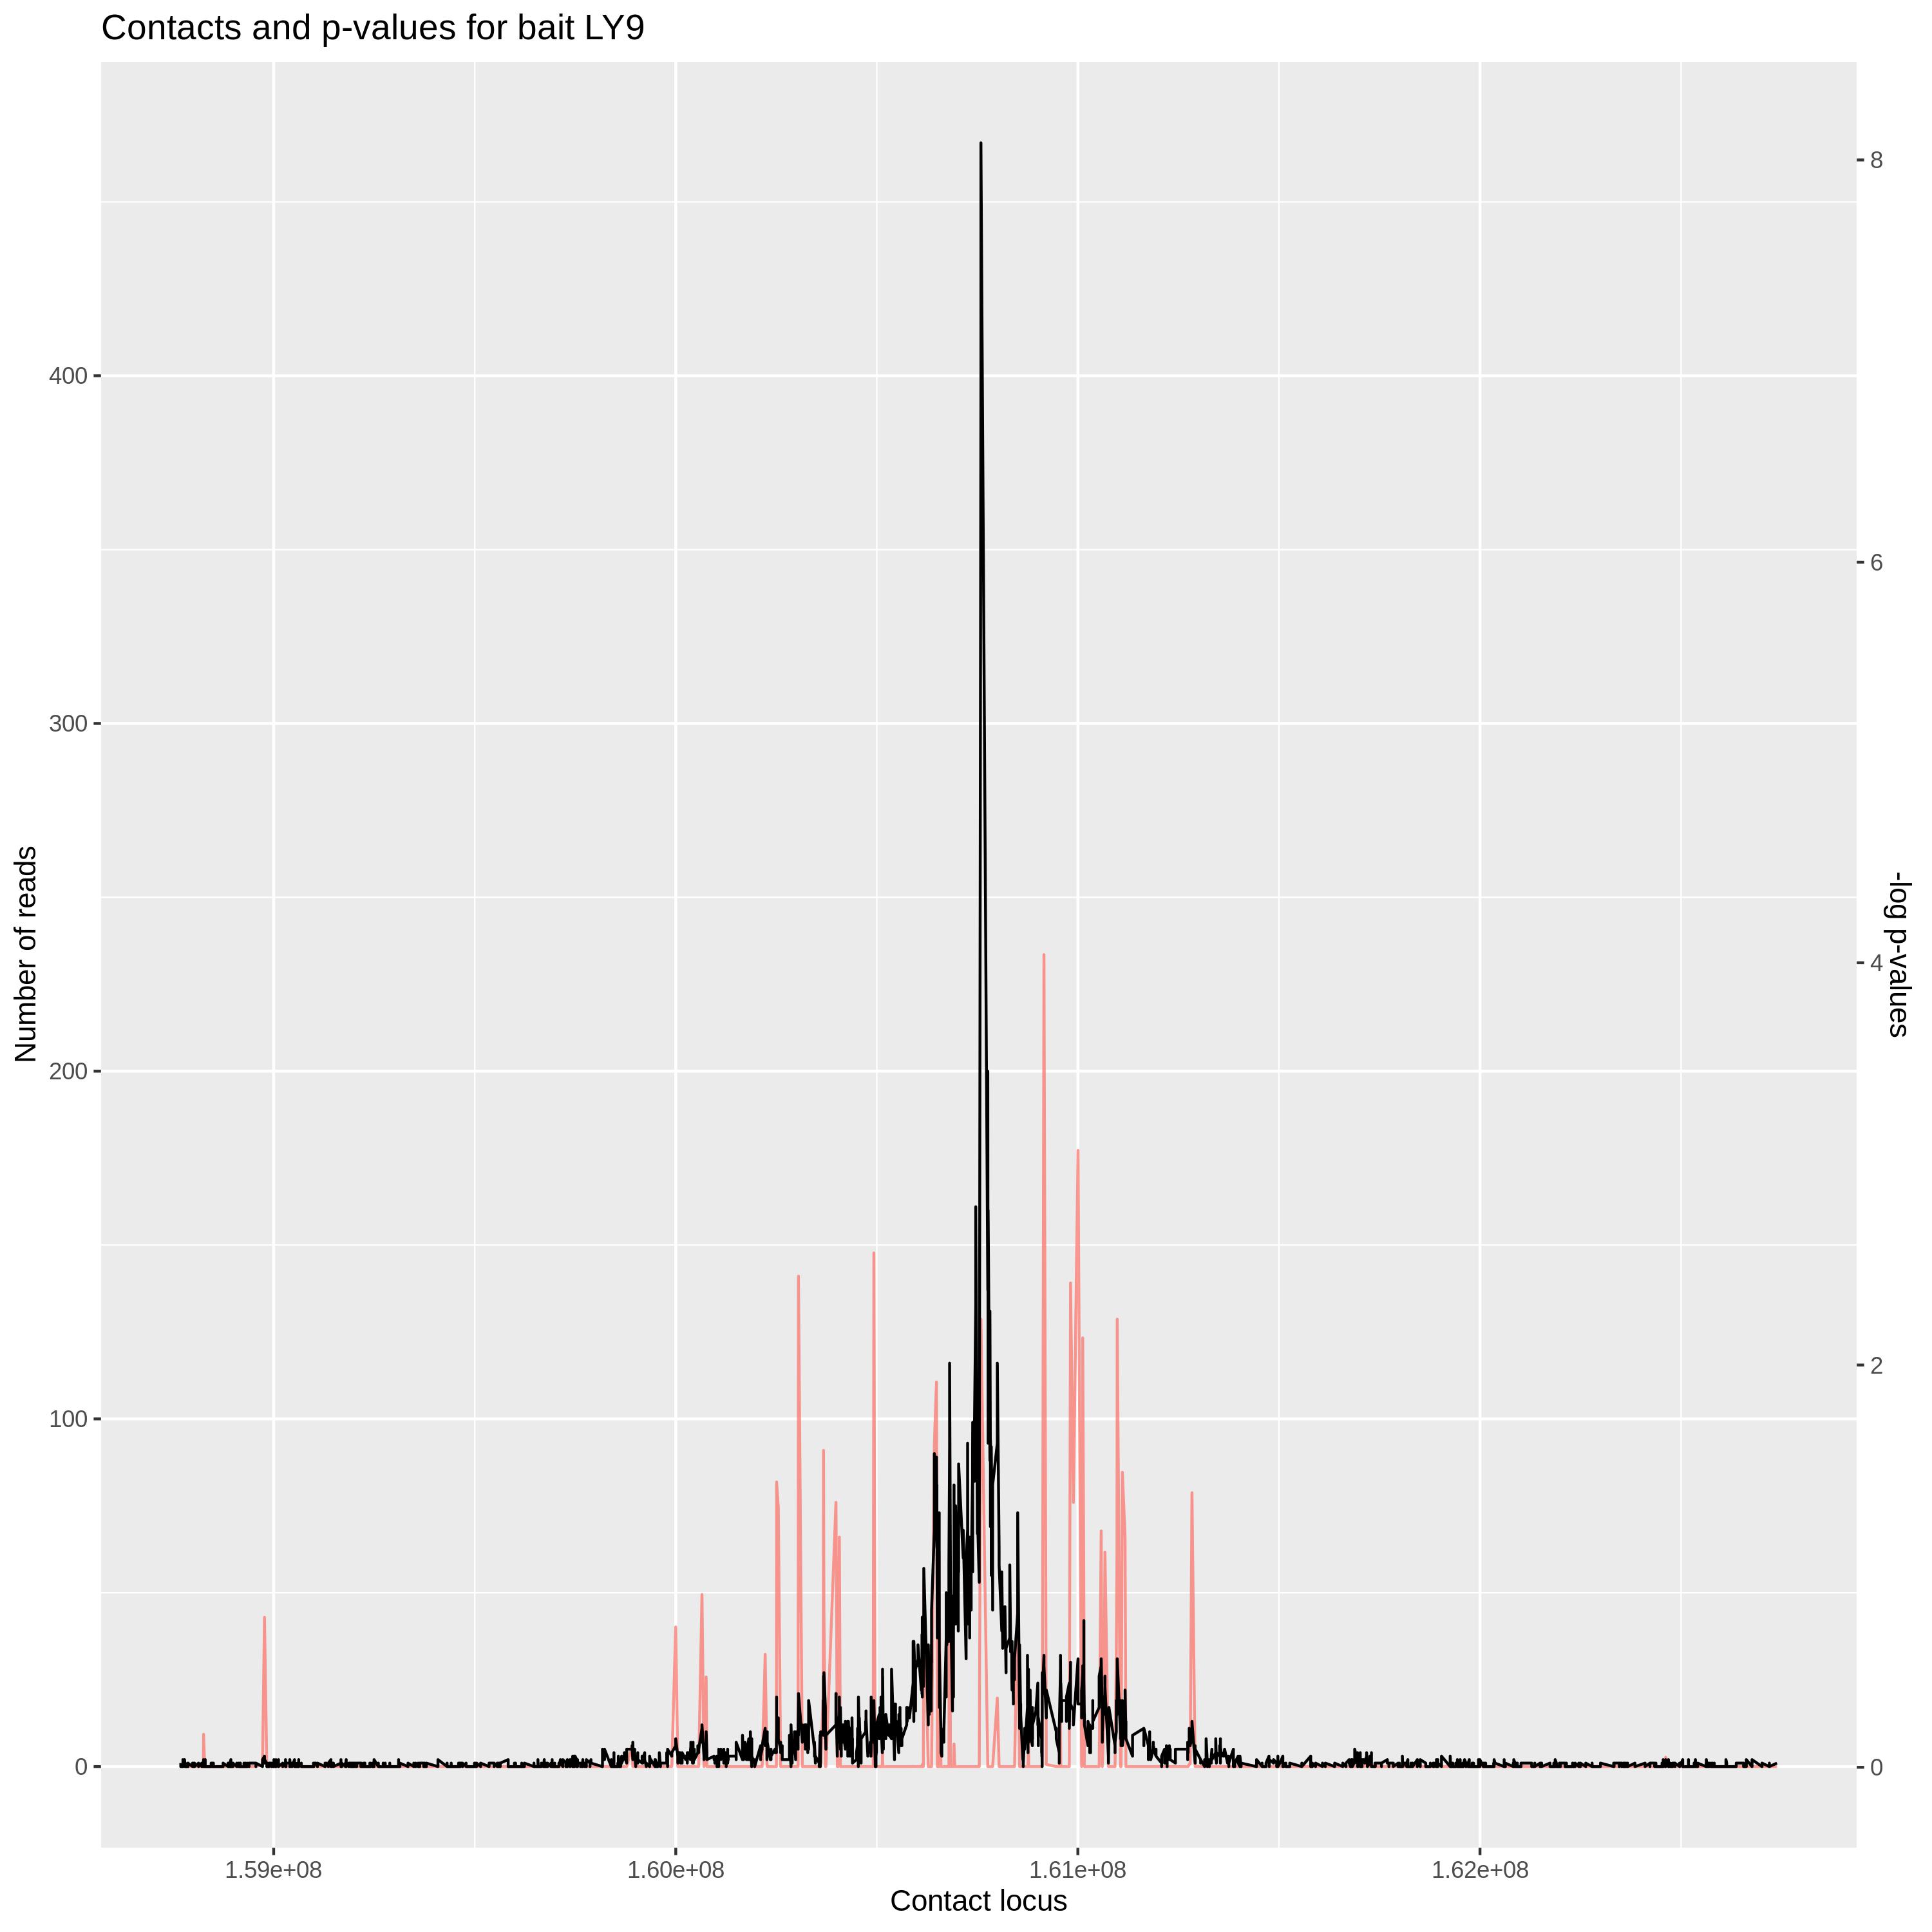 Contacts and p-values for bait LY9
Number of reads
400
300
200
100
0
8
6
4
2
0
-log p-values
1.59e+08 1.60e+08 1.61e+08 1.62e+08
Contact locus